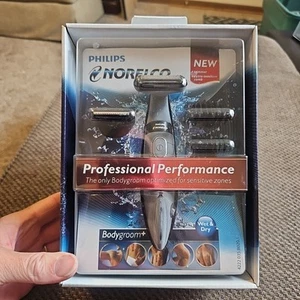 PHILIPS
NORELCO
NEW
Professional Performance
The only Bodygroom optimized for sensitive zones
Bodygroom+
Wet &
Dry